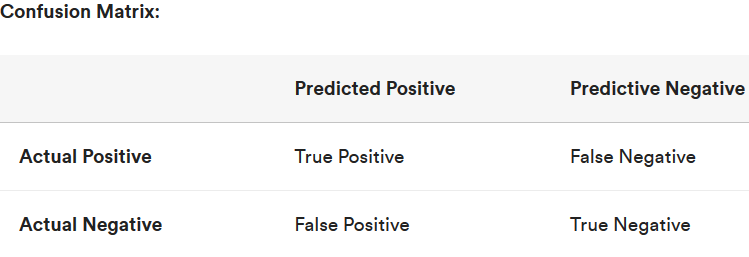 Confusion Matrix:
Predicted Positive Predictive Negative
Actual Positive True Positive False Negative
Actual Negative False Positive True Negative